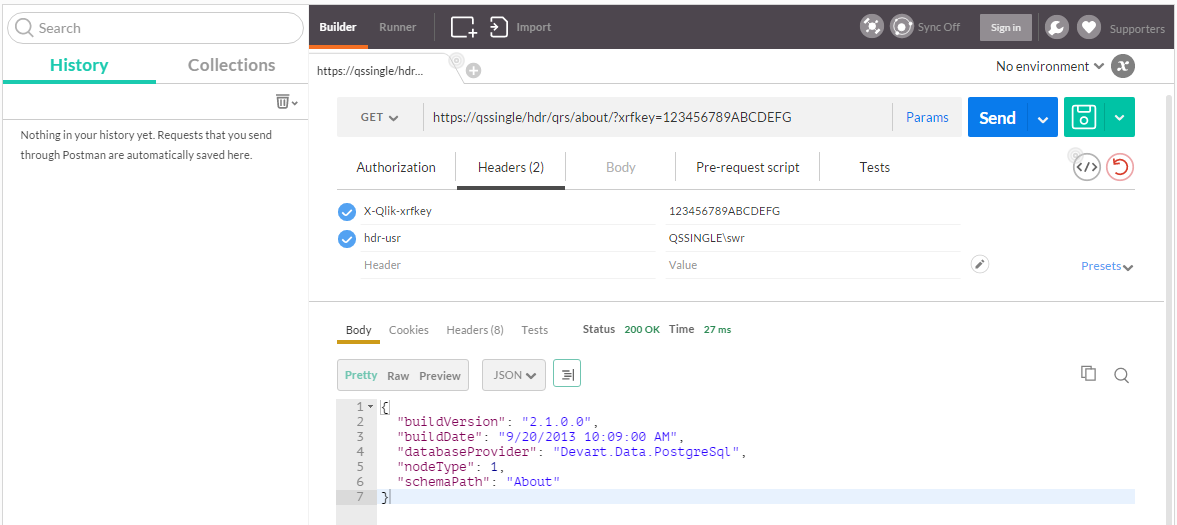 Search
History
Collections
Nothing in your history yet. Requests that you send
through Postman are automatically saved here.
Builder
Runner
Import
Sync Off
Sign in
Supporters
https://qssingle/hdr...
No environment
x
GET
https://qssingle/hdr/qrs/about/?xrfkey=123456789ABCDEFG
Params
Send
Authorization
Headers (2)
Body
Pre-request script
Tests
</>
X-Qlik-xrfkey
123456789ABCDEFG
hdr-usr
QSSINGLE\swr
Header
Value
Presets
Body
Cookies
Headers (8)
Tests
Status
200 OK
Time
27 ms
Pretty
Raw
Preview
JSON
1 {
2 "buildVersion": "2.1.0.0",
3 "buildDate": "9/20/2013 10:09:00 AM",
4 "databaseProvider": "Devart.Data.PostgreSql",
5 "nodeType": 1,
6 "schemaPath": "About"
7 }